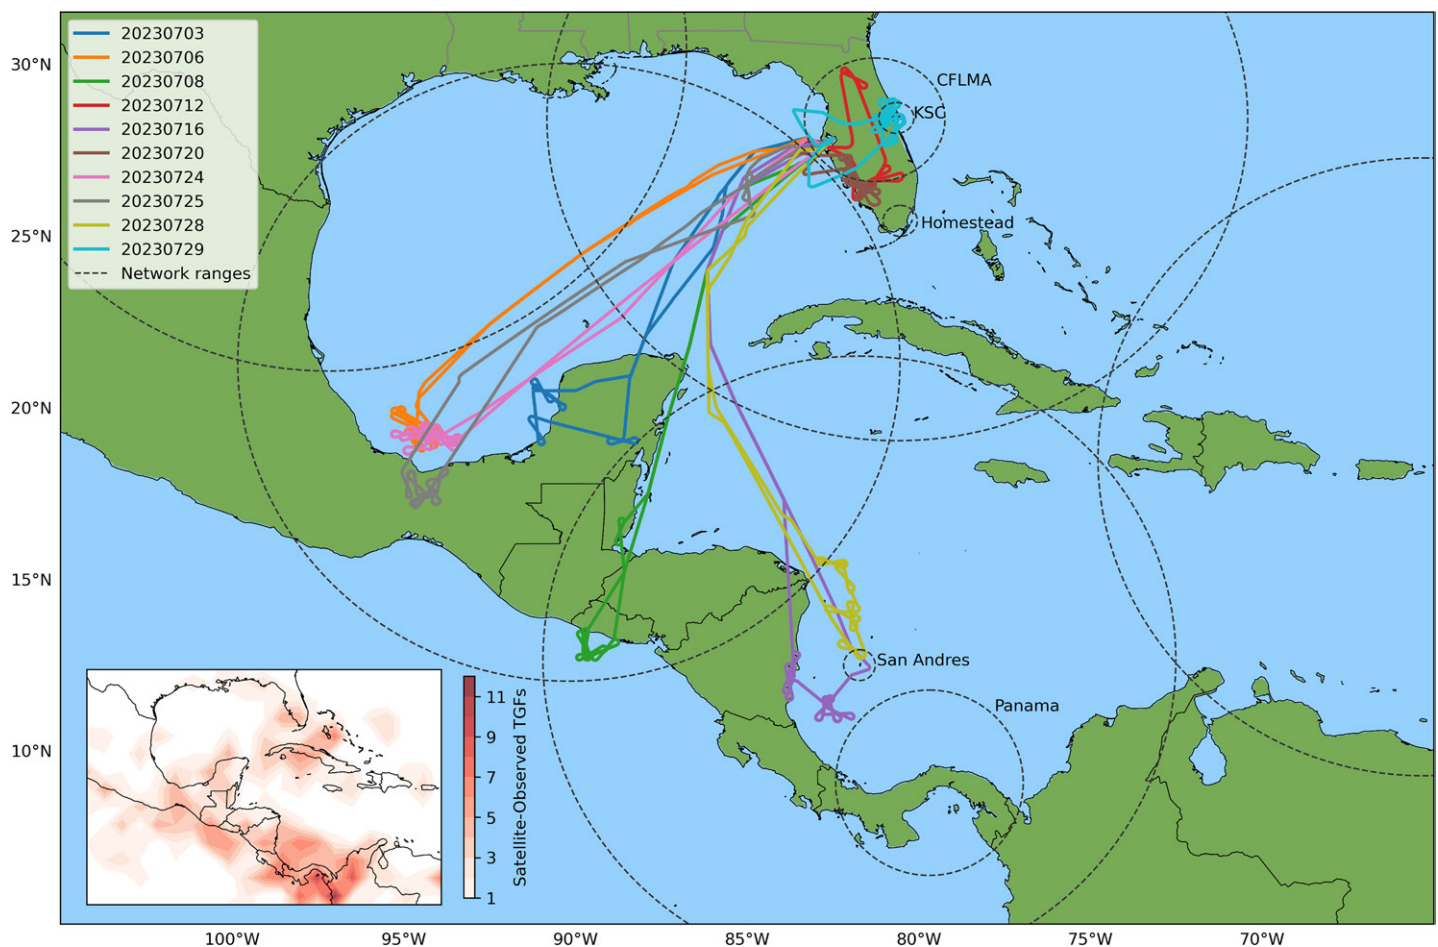 20230703
20230706
20230708
20230712
20230716
20230720
20230724
20230725
20230728
20230729
Network ranges
30°N
25°N
20°N
15°N
10°N
CFLMA
KSC
Homestead
San Andres
Panama
11
9
7
5
3
1
Satellite-Observed TGFs
100°W
95°W
90°W
85°W
80°W
75°W
70°W